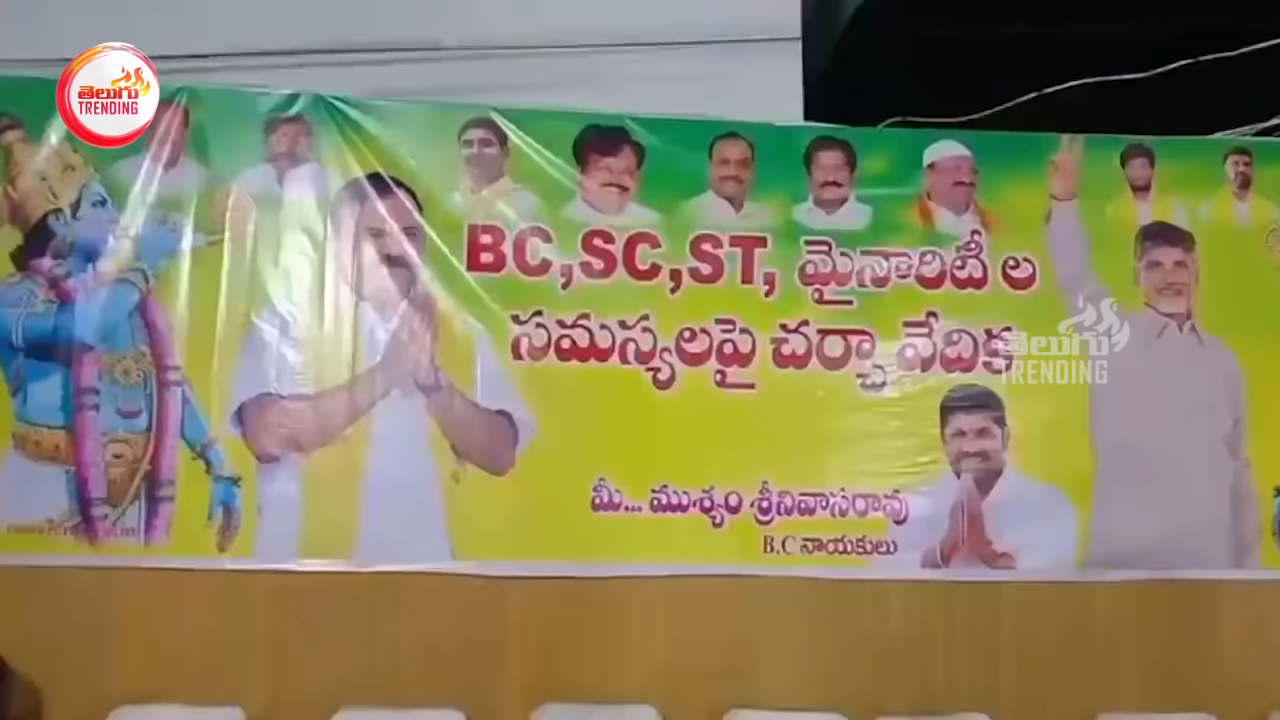 తెలుగు
TRENDING
BC,SC,ST, మైనారిటీ ల
సమస్యలపై చర్చా వేదిక
తెలుగు
TRENDING
మీ... ముశ్యం శ్రీనివాసరావు
B.C నాయకులు